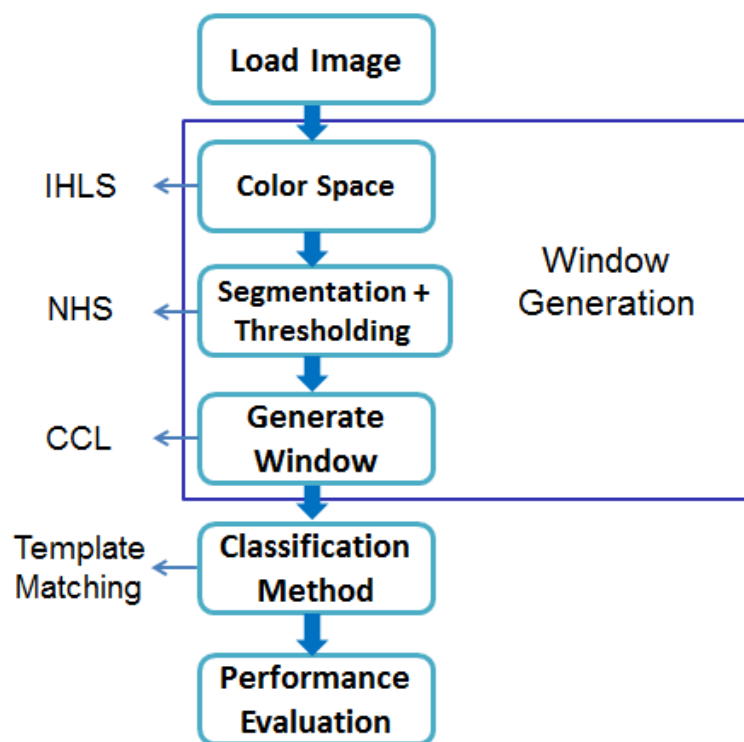 Load Image
IHLS
Color Space
Window
Generation
NHS
Segmentation +
Thresholding
CCL
Generate
Window
Template
Matching
Classification
Method
Performance
Evaluation